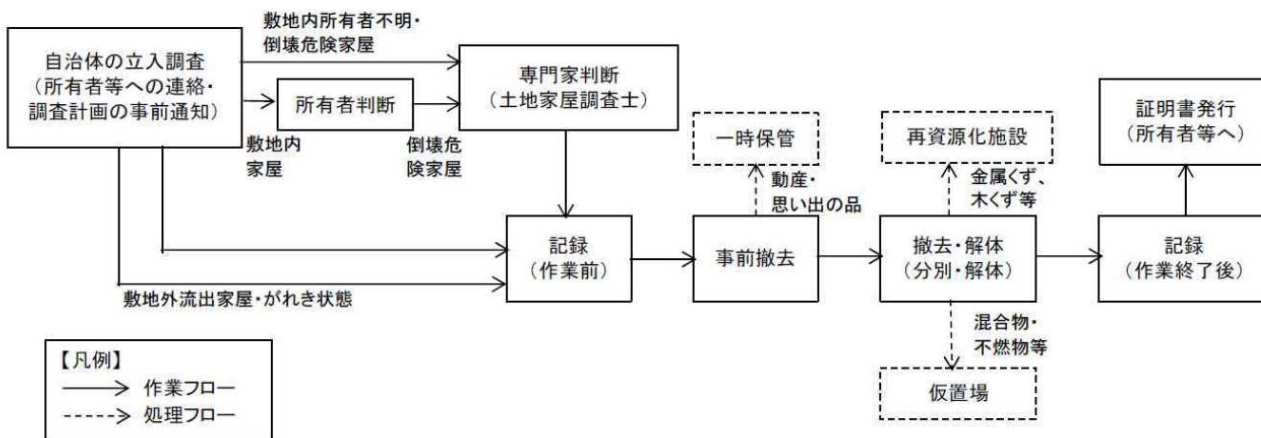 敷地内所有者不明・
倒壊危険家屋
自治体の立入調査
（所有者等への連絡・
調査計画の事前通知）
所有者判断
敷地内
家屋
倒壊危
険家屋
専門家判断
（土地家屋調査士）
一時保管
動産・
思い出の品
再資源化施設
金属くず、
木くず等
証明書発行
（所有者等へ）
記録
（作業前）
事前撤去
撤去・解体
（分別・解体）
記録
（作業終了後）
敷地外流出家屋・がれき状態
混合物・
不燃物等
仮置場
【凡例】
作業フロー
処理フロー